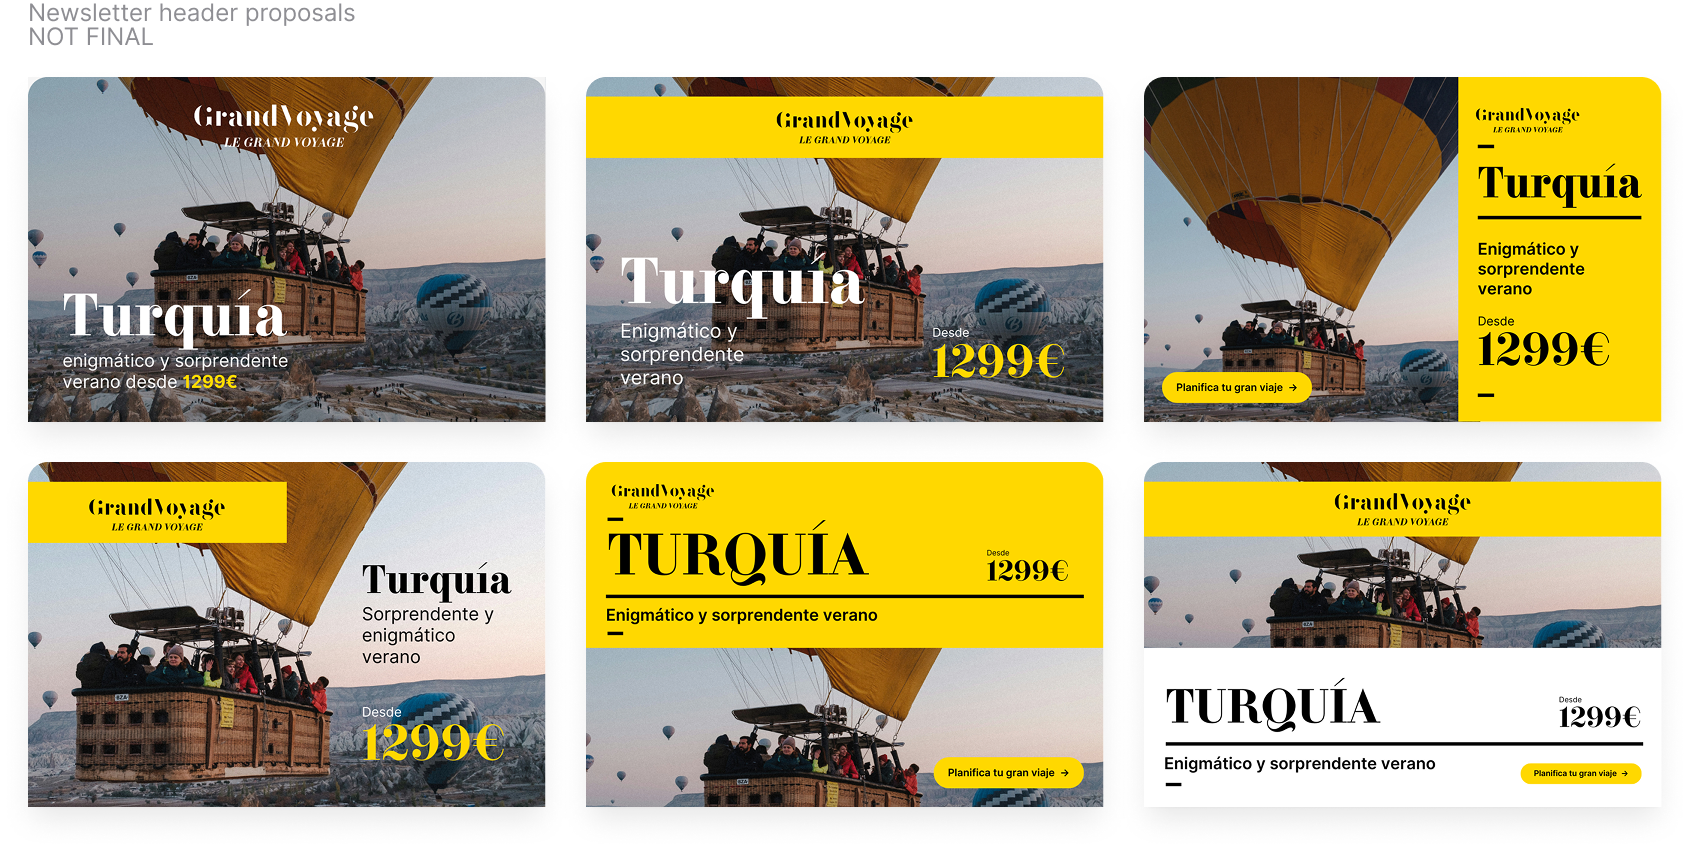 Newsletter header proposals
NOT FINAL
GrandVoyage
LE GRAND VOYAGE
Turquía
enigmático y sorprendente
verano desde 1299€
GrandVoyage
LE GRAND VOYAGE
Turquía
Enigmático y
sorprendente
verano
Desde
1299€
GrandVoyage
LE GRAND VOYAGE
Turquía
Enigmático y
sorprendente
verano
Desde
1299€
Planifica tu gran viaje →
GrandVoyage
LE GRAND VOYAGE
Turquía
Sorprendente y
enigmático
verano
Desde
1299€
GrandVoyage
LE GRAND VOYAGE
TURQUÍA
Desde
1299€
Enigmático y sorprendente verano
Planifica tu gran viaje →
GrandVoyage
LE GRAND VOYAGE
TURQUÍA
Desde
1299€
Enigmático y sorprendente verano
Planifica tu gran viaje →